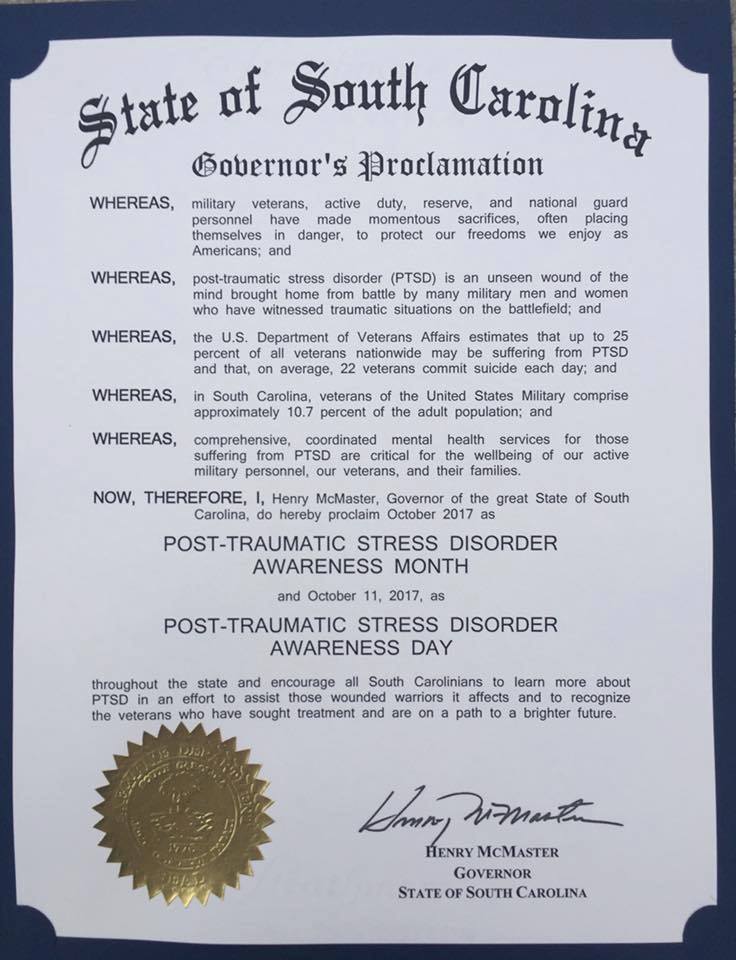 State of South Carolina
Governor's Proclamation
WHEREAS, military veterans, active duty, reserve, and national guard
personnel have made momentous sacrifices, often placing
themselves in danger, to protect our freedoms we enjoy as
Americans; and
WHEREAS, post-traumatic stress disorder (PTSD) is an unseen wound of the
mind brought home from battle by many military men and women
who have witnessed traumatic situations on the battlefield; and
WHEREAS, the U.S. Department of Veterans Affairs estimates that up to 25
percent of all veterans nationwide may be suffering from PTSD
and that, on average, 22 veterans commit suicide each day; and
WHEREAS, in South Carolina, veterans of the United States Military comprise
approximately 10.7 percent of the adult population; and
WHEREAS, comprehensive, coordinated mental health services for those
suffering from PTSD are critical for the wellbeing of our active
military personnel, our veterans, and their families.
NOW, THEREFORE, I, Henry McMaster, Governor of the great State of South
Carolina, do hereby proclaim October 2017 as
POST-TRAUMATIC STRESS DISORDER
AWARENESS MONTH
and October 11, 2017, as
POST-TRAUMATIC STRESS DISORDER
AWARENESS DAY
throughout the state and encourage all South Carolinians to learn more about
PTSD in an effort to assist those wounded warriors it affects and to recognize
the veterans who have sought treatment and are on a path to a brighter future.
1776
SEAL
Henry McMaster
HENRY MCMASTER
GOVERNOR
STATE OF SOUTH CAROLINA